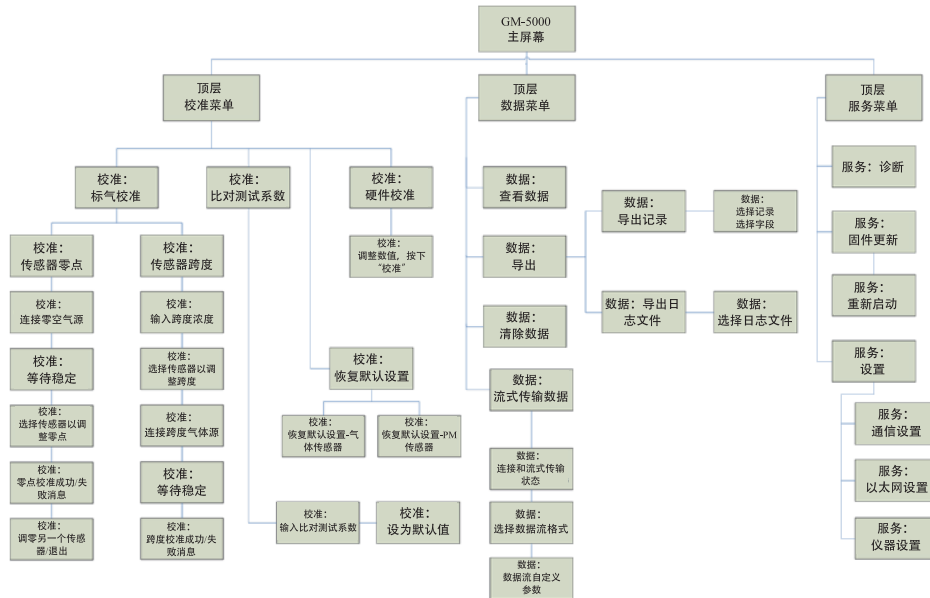 GM-5000
主屏幕
顶层
校准菜单
顶层
数据菜单
顶层
服务菜单
校准：
标气校准
校准：
比对测试系数
校准：
硬件校准
校准：
调整数值，按下
“校准”
校准：
传感器零点
校准：
连接零空气源
校准：
等待稳定
校准：
选择传感器以调
整零点
校准：
零点校准成功/失
败消息
校准：
调零另一个传感
器/退出
校准：
传感器跨度
校准：
输入跨度浓度
校准：
选择传感器以调
整跨度
校准：
连接跨度气体源
校准：
等待稳定
校准：
跨度校准成功/失
败消息
校准：
恢复默认设置
校准：
恢复默认设置-气
体传感器
校准：
恢复默认设置-PM
传感器
校准：
输入比对测试系数
校准：
设为默认值
数据：
查看数据
数据：
导出
数据：
导出记录
数据：
选择记录
选择字段
数据：导出日
志文件
数据：
选择日志文件
数据：
清除数据
数据：
流式传输数据
数据：
连接和流式传输
状态
数据：
选择数据流格式
数据：
数据流自定义
参数
服务：诊断
服务：
固件更新
服务：
重新启动
服务：
设置
服务：
通信设置
服务：
以太网设置
服务：
仪器设置